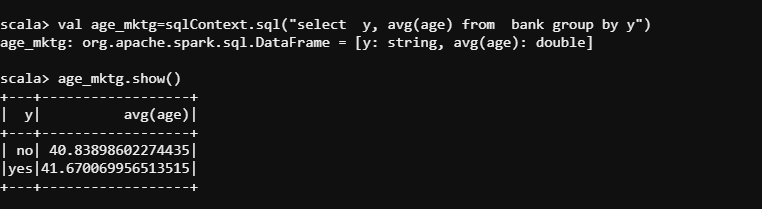 scala> val age_mktg=sqlContext.sql("select  y, avg(age) from  bank group by y")
age_mktg: org.apache.spark.sql.DataFrame = [y: string, avg(age): double]
scala> age_mktg.show()
+---+------------------+
|  y|          avg(age)|
+---+------------------+
| no| 40.83898602274435|
|yes|41.670069956513515|
+---+------------------+